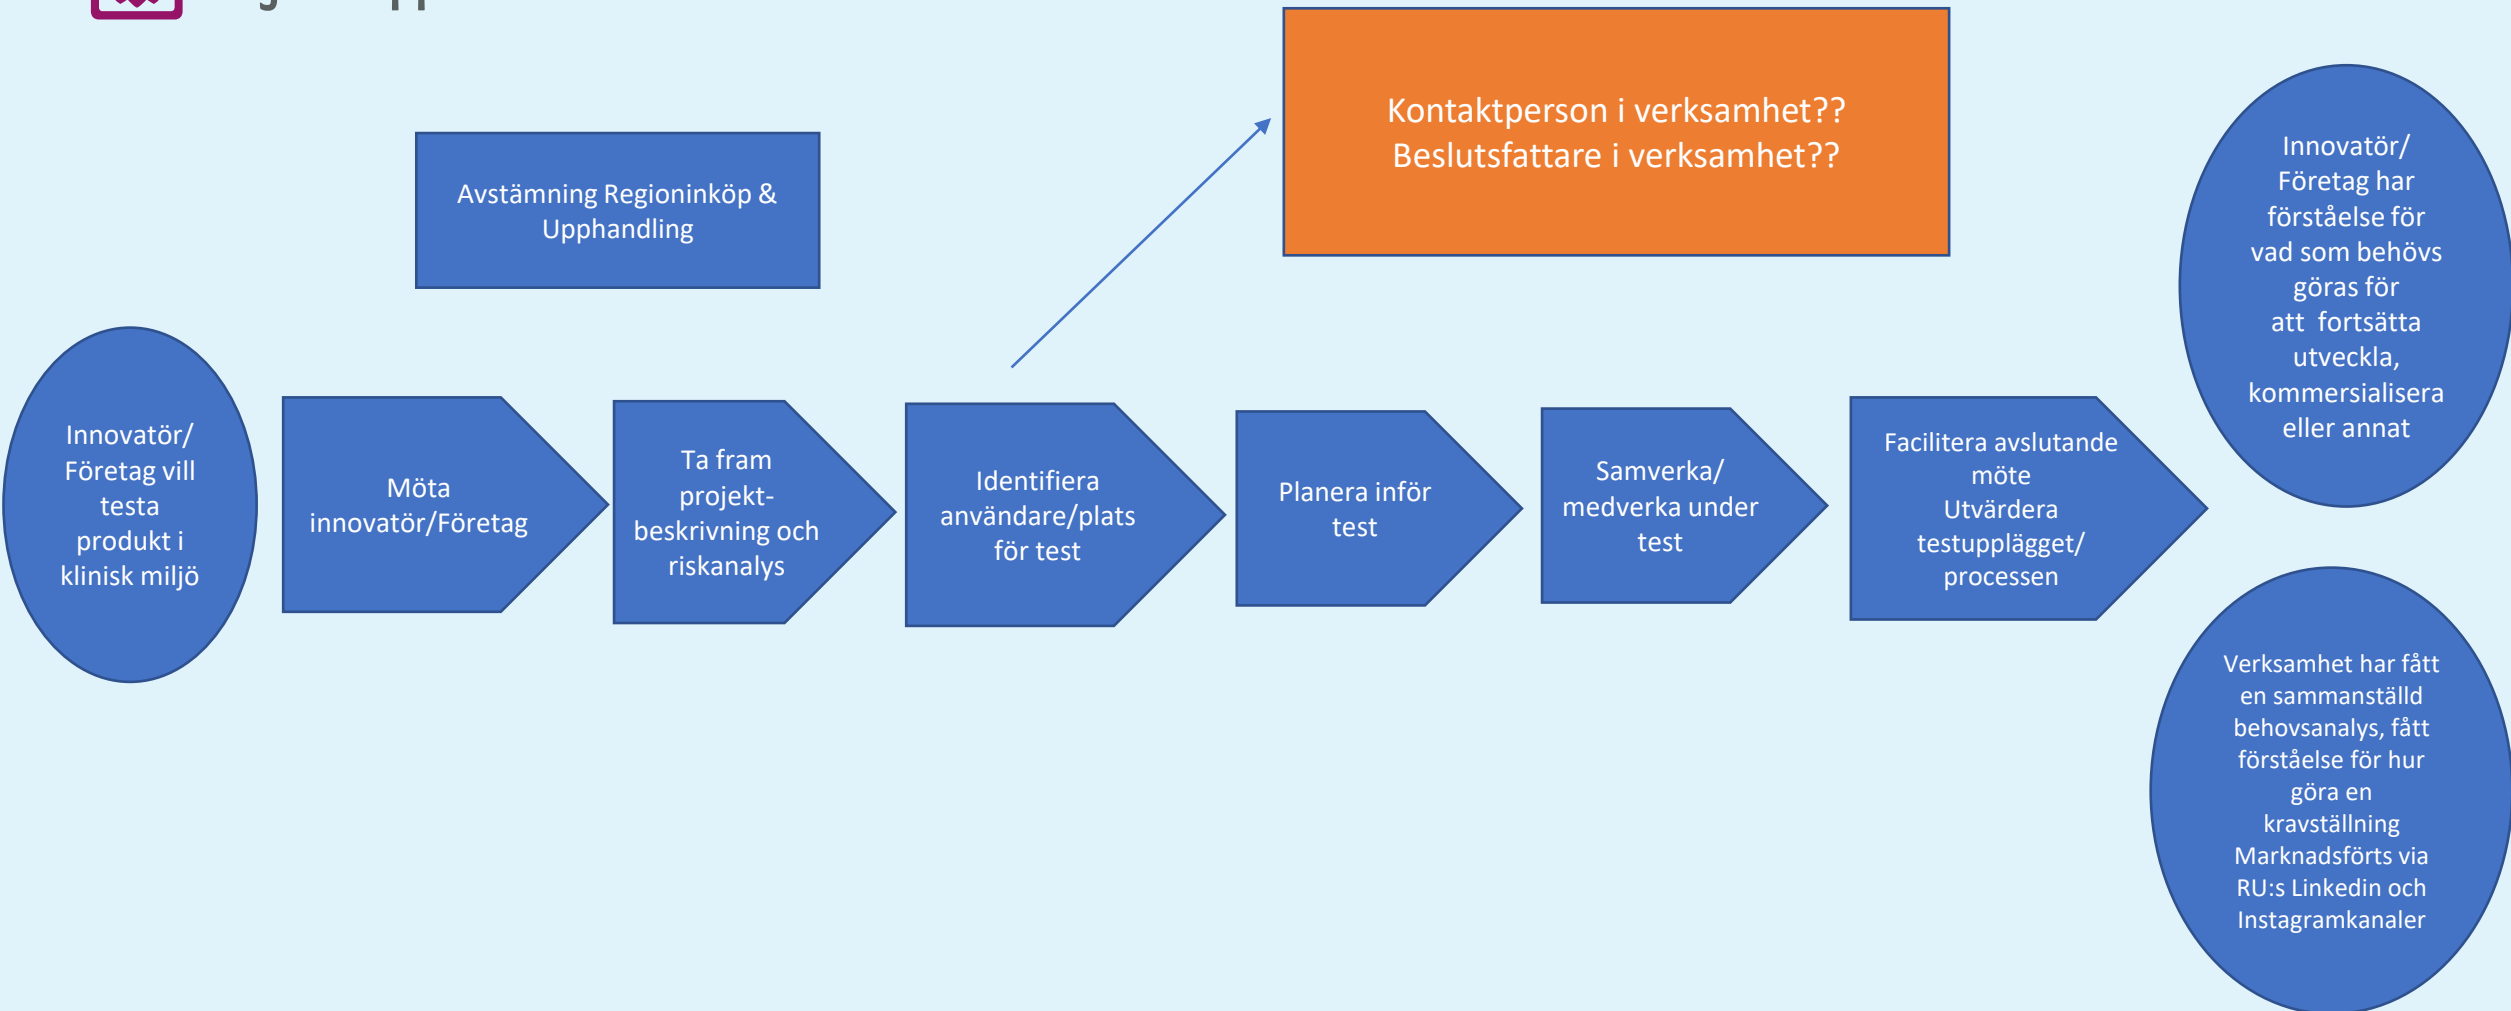 Kontaktperson i verksamhet??
Beslutsfattare i verksamhet??
Avstämning Regioninköp &
Upphandling
Innovatör/
Företag vill
testa
produkt i
klinisk miljö
Möta
innovatör/Företag
Ta fram
projekt-
beskrivning och
riskanalys
Identifiera
användare/plats
för test
Planera inför
test
Samverka/
medverka under
test
Facilitera avslutande
möte
Utvärdera
testupplägget/
processen
Innovatör/
Företag har
förståelse för
vad som behövs
göras för
att  fortsätta
utveckla,
kommersialisera
eller annat
Verksamhet har fått
en sammanställd
behovsanalys, fått
förståelse för hur
göra en
kravställning
Marknadsförts via
RU:s Linkedin och
Instagramkanaler